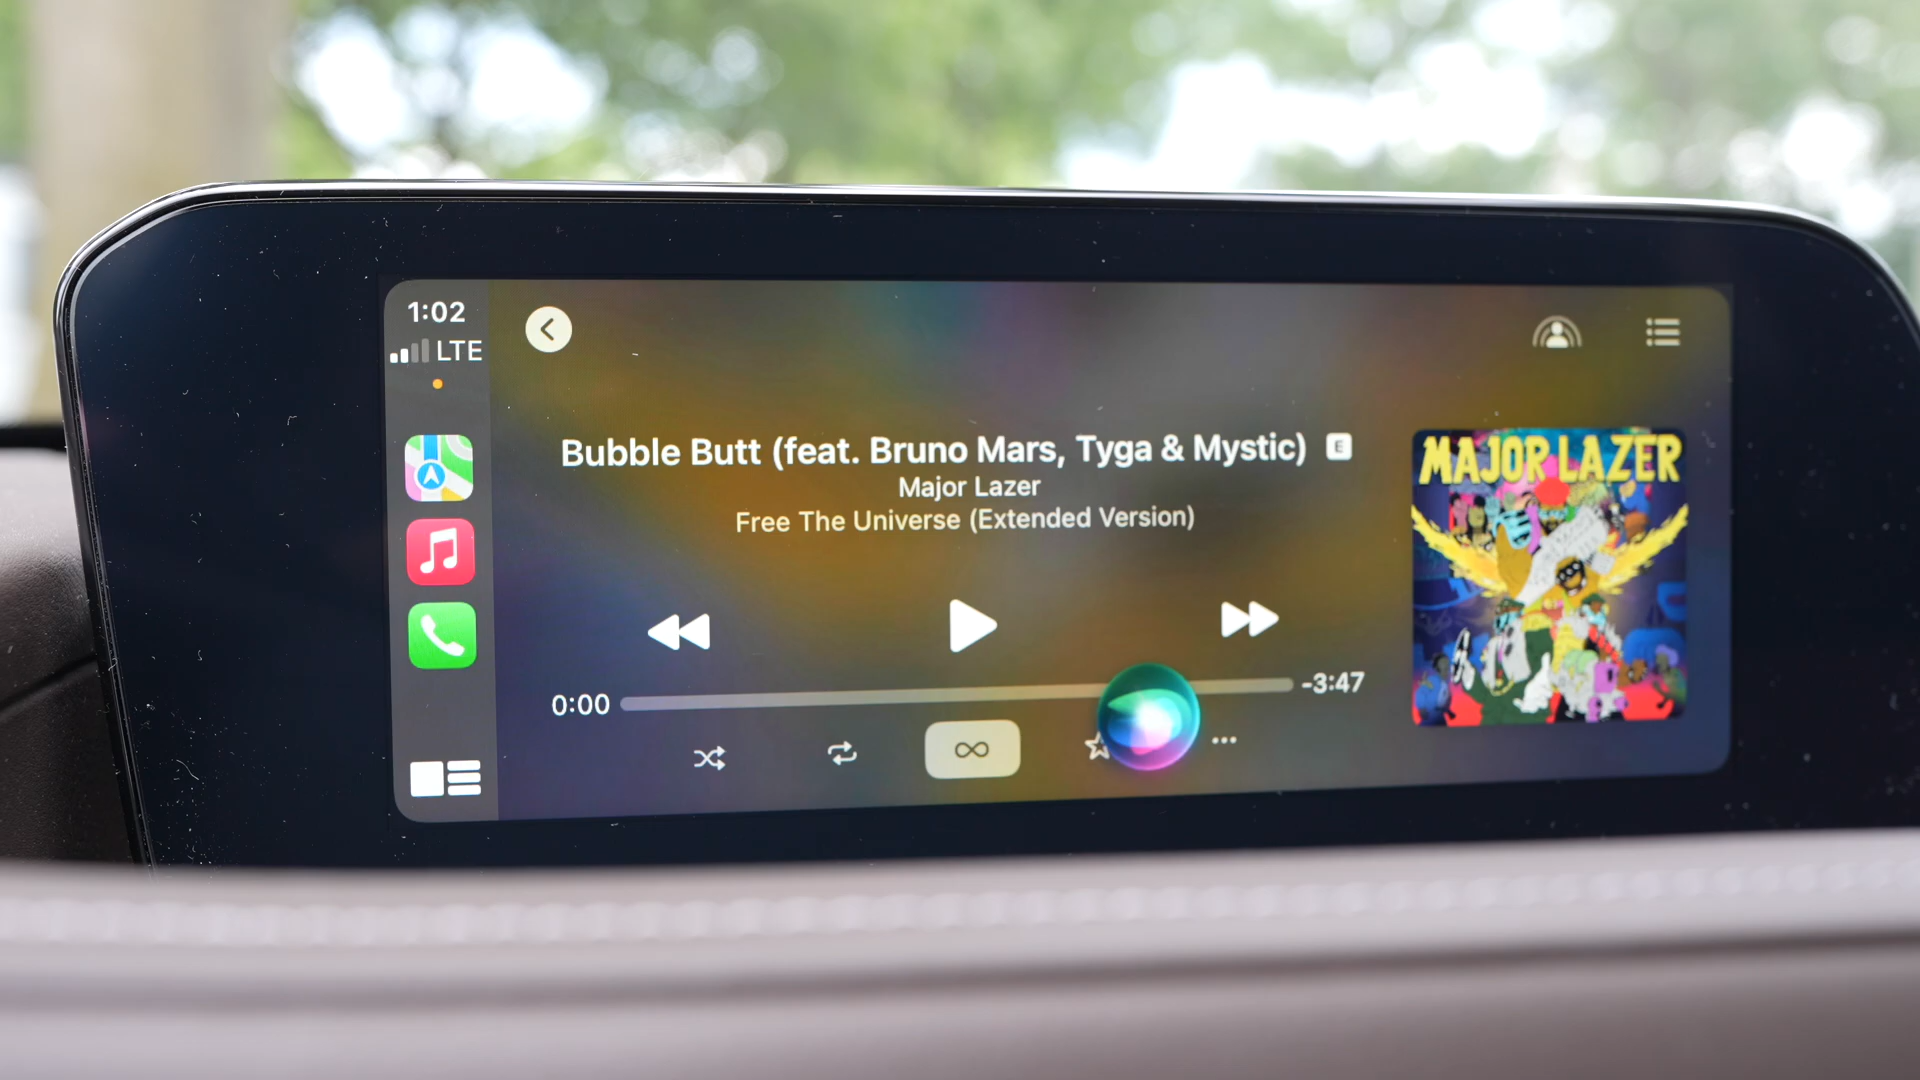 1:02
LTE
Bubble Butt (feat. Bruno Mars, Tyga & Mystic) E
Major Lazer
Free The Universe (Extended Version)
0:00
-3:47
MAJOR LAZER